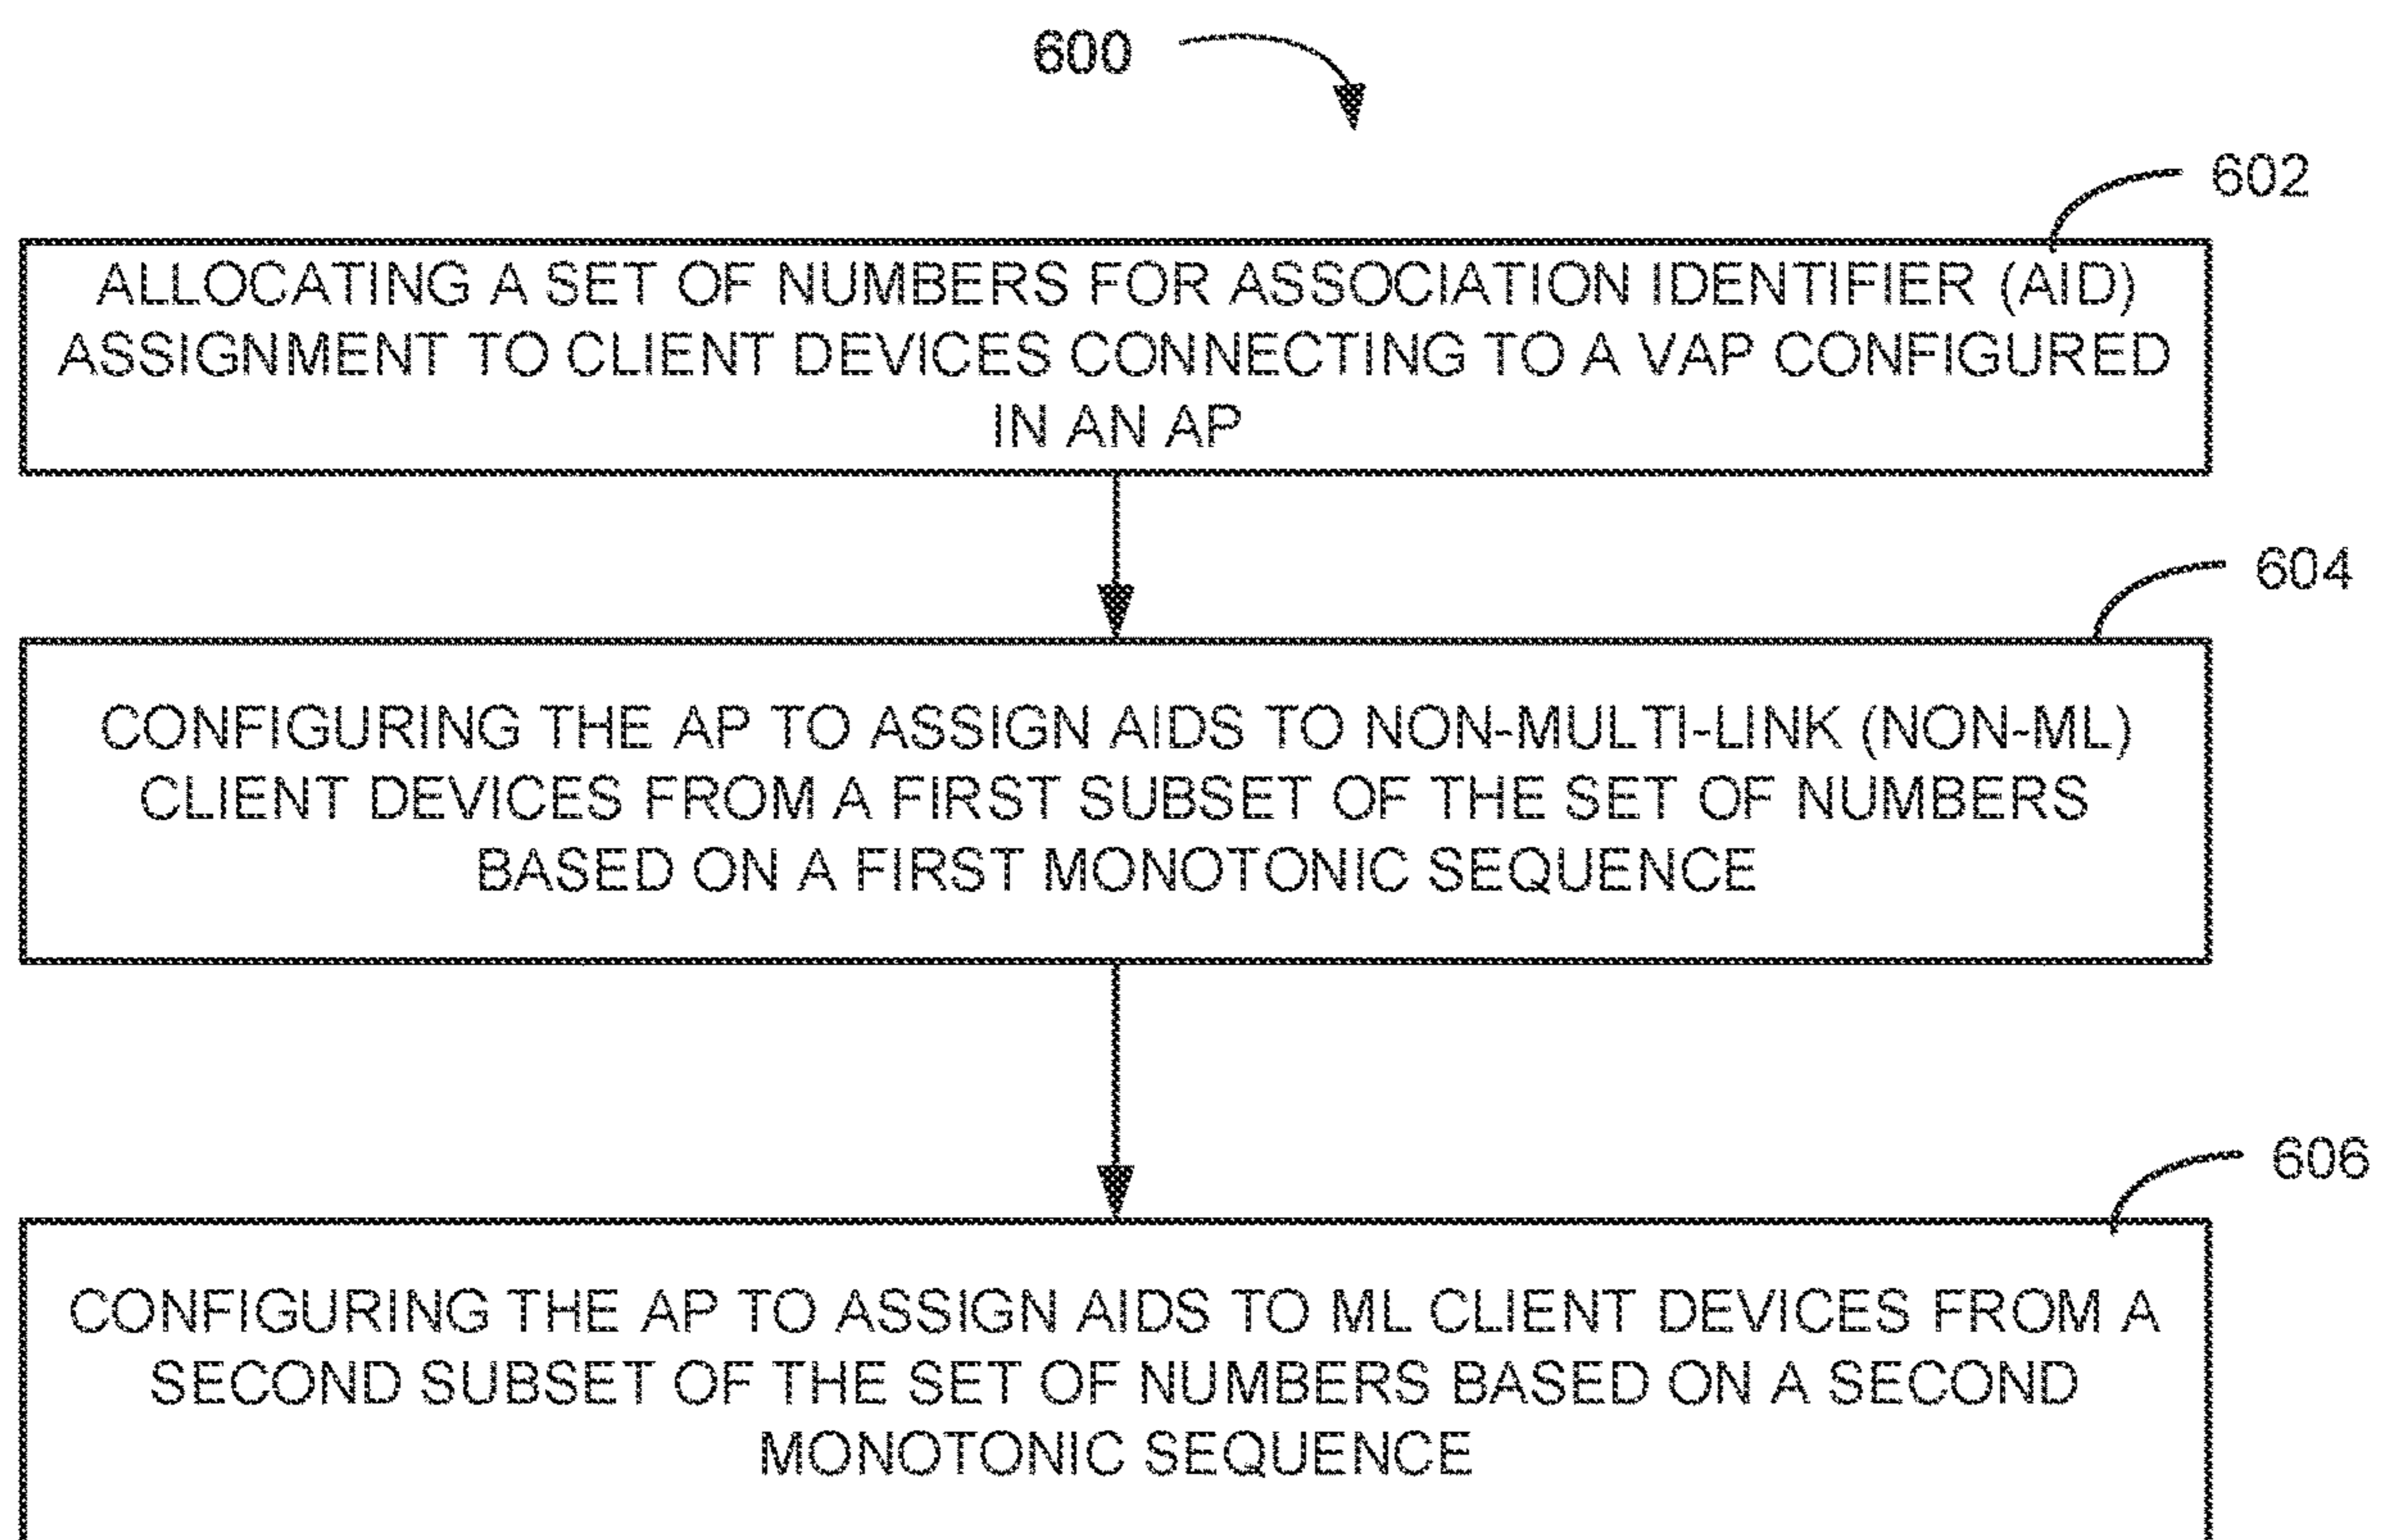 600
602
ALLOCATING A SET OF NUMBERS FOR ASSOCIATION IDENTIFIER (AID)
ASSIGNMENT TO CLIENT DEVICES CONNECTING TO A VAP CONFIGURED
IN AN AP
604
CONFIGURING THE AP TO ASSIGN AIDS TO NON-MULTI-LINK (NON-ML)
CLIENT DEVICES FROM A FIRST SUBSET OF THE SET OF NUMBERS
BASED ON A FIRST MONOTONIC SEQUENCE
606
CONFIGURING THE AP TO ASSIGN AIDS TO ML CLIENT DEVICES FROM A
SECOND SUBSET OF THE SET OF NUMBERS BASED ON A SECOND
MONOTONIC SEQUENCE